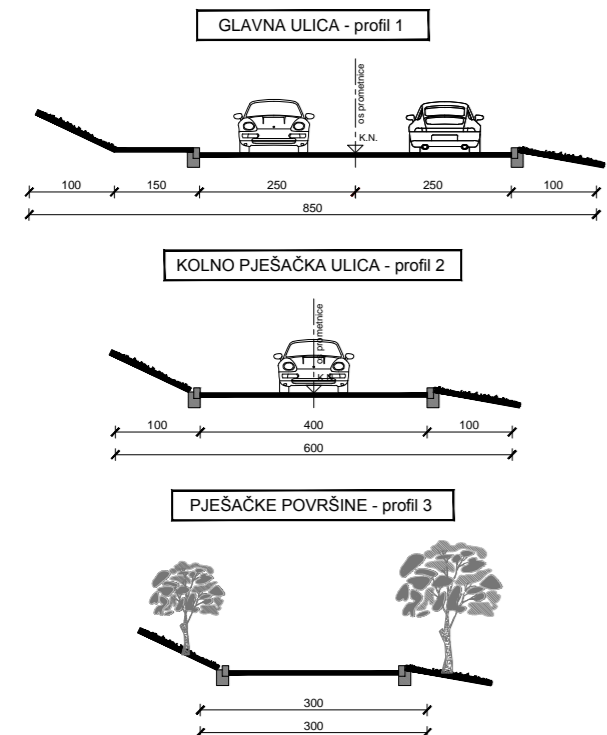 GLAVNA ULICA - profil 1
os prometnice
K.N.
100 150 250 250 100
850
KOLNO PJEŠAČKA ULICA - profil 2
os prometnice
K.N.
100 400 100
600
PJEŠAČKE POVRŠINE - profil 3
300
300